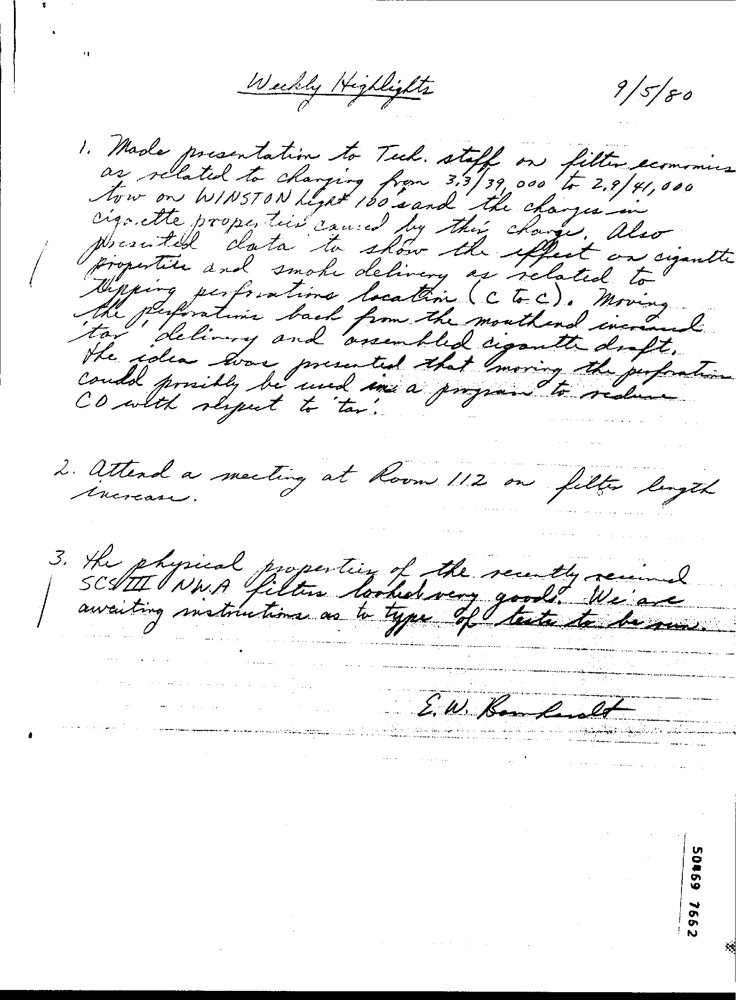 Weekly Highlights 9/5/80
1. Made presentation to Tech. staff on filter economics
as related to changing from 3.3/39,000 to 2.9/41,000
tow on WINSTON Light 100's and the changes in
cigarette properties caused by this change. Also
presented data to show the effect on cigarette
properties and smoke delivery as related to
tipping perforations location (C to C). Moving
the perforations back from the mouthend increased
'tar' delivery and assembled cigarette draft.
The idea was presented that moving the perforation
could possibly be used in a program to reduce
CO with respect to 'tar'.
2. Attend a meeting at Room 112 on filter length
increase.
3. The physical properties of the recently received
SCS III NWA filters looked very good. We are
awaiting instructions as to type of tests to be run.
E. W.
50469 7662